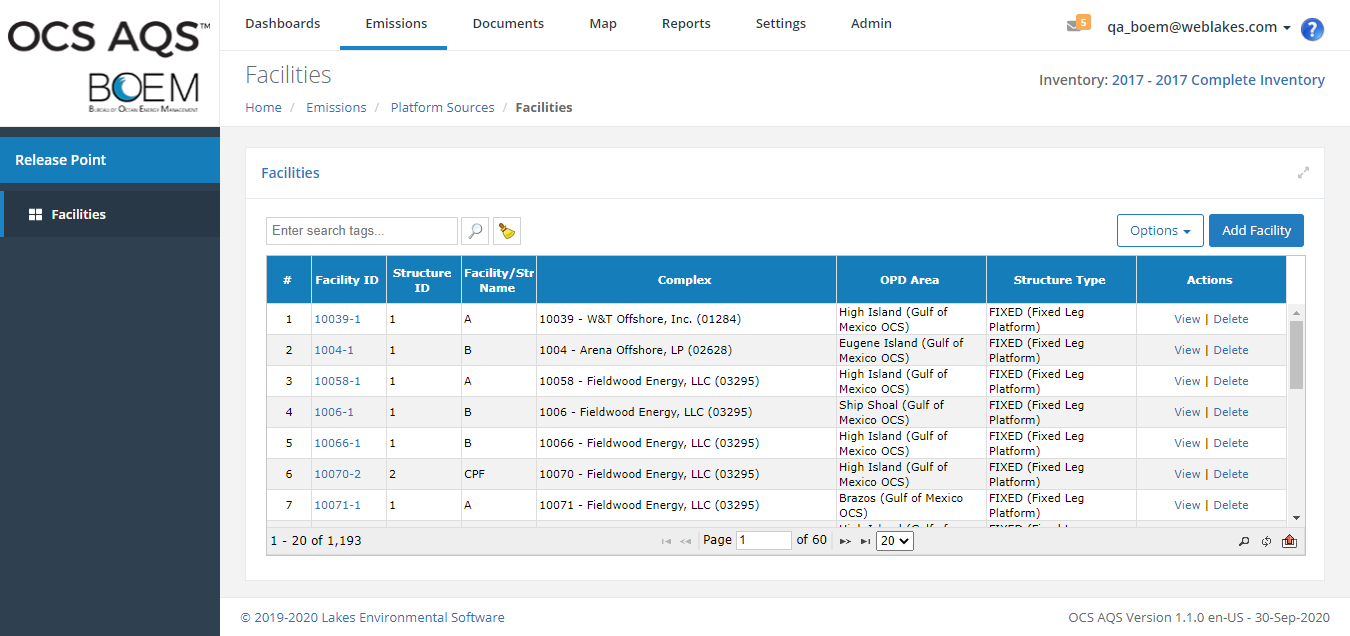 OCS AQS™
BOEM
BUREAU OF OCEAN ENERGY MANAGEMENT
Dashboards Emissions Documents Map Reports Settings Admin
5
qa_boem@weblakes.com
?
Facilities
Inventory: 2017 - 2017 Complete Inventory
Home / Emissions / Platform Sources / Facilities
Release Point
Facilities
Facilities
Enter search tags...
Options
Add Facility
# Facility ID Structure ID Facility/Str Name Complex OPD Area Structure Type Actions
1 10039-1 1 A 10039 - W&T Offshore, Inc. (01284) High Island (Gulf of Mexico OCS) FIXED (Fixed Leg Platform) View | Delete
2 1004-1 1 B 1004 - Arena Offshore, LP (02628) Eugene Island (Gulf of Mexico OCS) FIXED (Fixed Leg Platform) View | Delete
3 10058-1 1 A 10058 - Fieldwood Energy, LLC (03295) High Island (Gulf of Mexico OCS) FIXED (Fixed Leg Platform) View | Delete
4 1006-1 1 B 1006 - Fieldwood Energy, LLC (03295) Ship Shoal (Gulf of Mexico OCS) FIXED (Fixed Leg Platform) View | Delete
5 10066-1 1 B 10066 - Fieldwood Energy, LLC (03295) High Island (Gulf of Mexico OCS) FIXED (Fixed Leg Platform) View | Delete
6 10070-2 2 CPF 10070 - Fieldwood Energy, LLC (03295) High Island (Gulf of Mexico OCS) FIXED (Fixed Leg Platform) View | Delete
7 10071-1 1 A 10071 - Fieldwood Energy, LLC (03295) Brazos (Gulf of Mexico OCS) FIXED (Fixed Leg Platform) View | Delete
1 - 20 of 1,193
Page 1 of 60
20
© 2019-2020 Lakes Environmental Software
OCS AQS Version 1.1.0 en-US - 30-Sep-2020